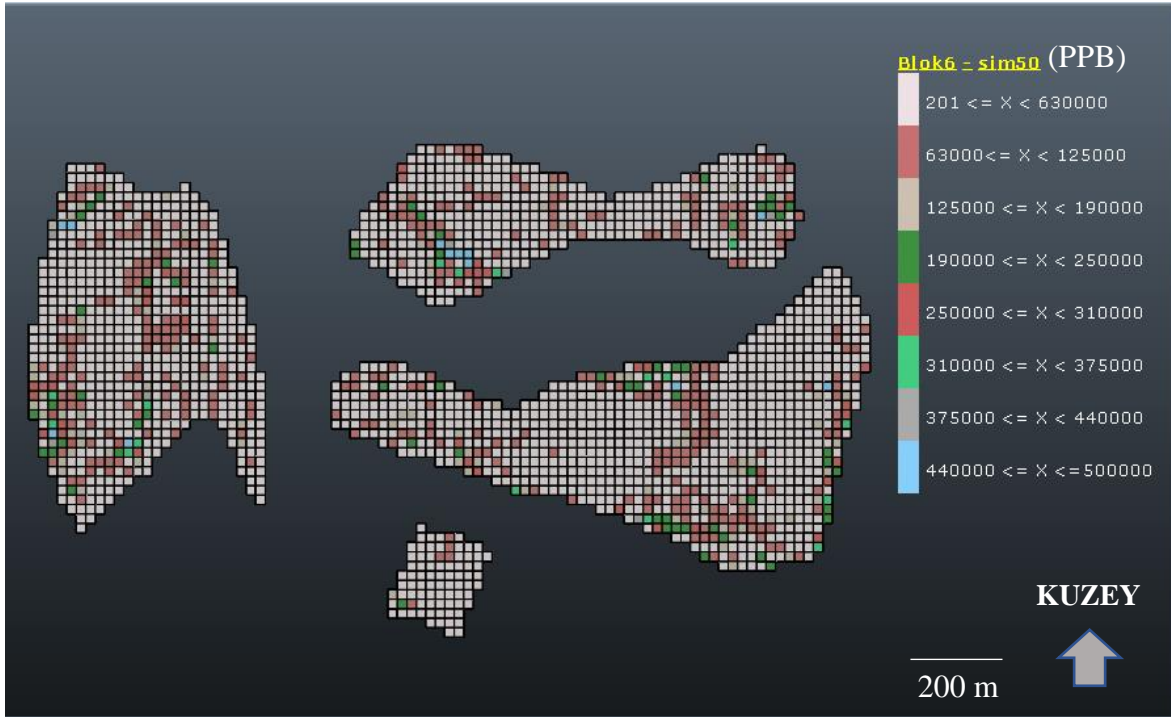 Blok6 - sim50 (PPB)
201 <= X < 630000
63000<= X < 125000
125000 <= X < 190000
190000 <= X < 250000
250000 <= X < 310000
310000 <= X < 375000
375000 <= X < 440000
440000 <= X <=500000
KUZEY
200 m